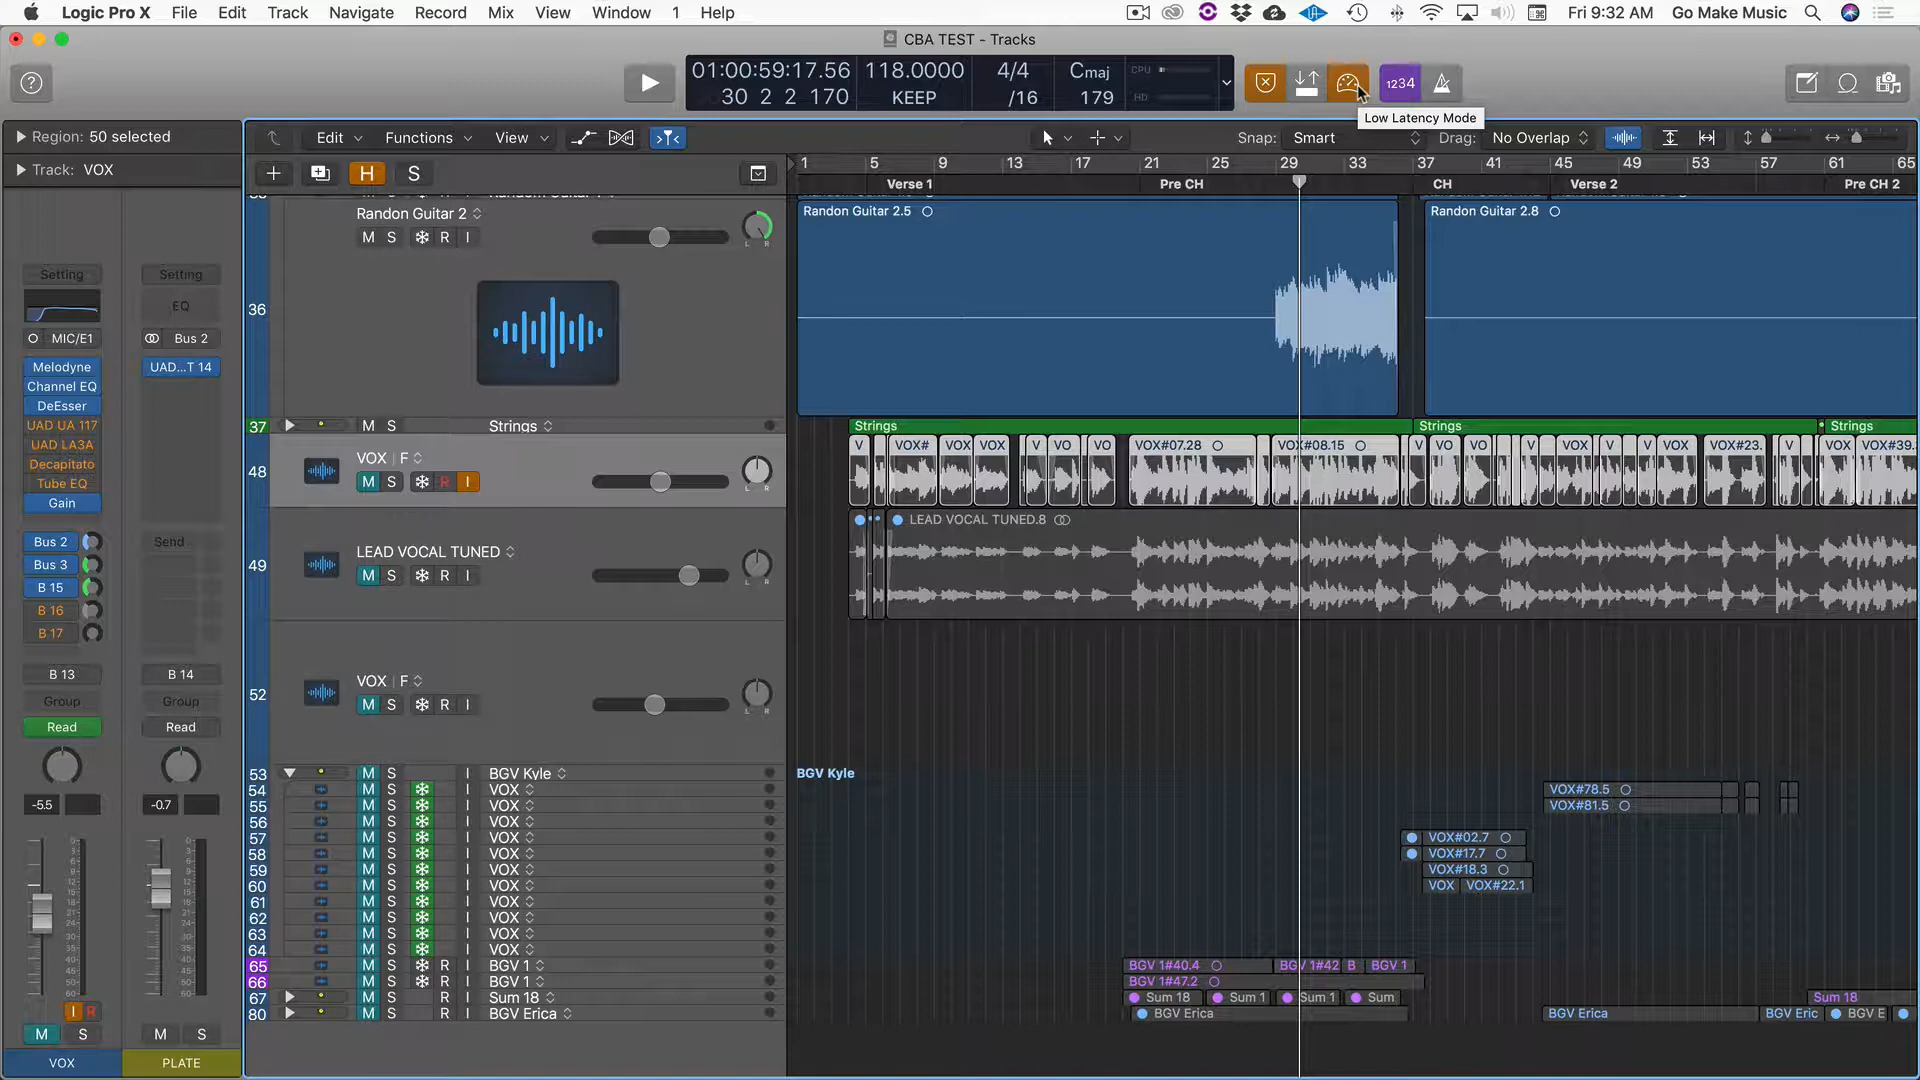 Logic Pro X File Edit Track Navigate Record Mix View Window 1 Help Fri 9:32 AM Go Make Music
CBA TEST - Tracks
01:00:59:17.56 118.0000 4/4 Cmaj CPU
30 2 2 170 KEEP /16 179 HD
1234
Low Latency Mode
Region: 50 selected
Edit Functions View Snap: Smart Drag: No Overlap
Track: VOX
H S
1 5 9 13 17 21 25 29 33 37 41 45 49 53 57 61 65
Verse 1 Pre CH CH Verse 2 Pre CH 2
Randon Guitar 2 Randon Guitar 2.5 Randon Guitar 2.8
M S R I
L R
36
Setting Setting
EQ
MIC/E1 Bus 2
Melodyne UAD...T 14
Channel EQ
DeEsser
UAD UA 117
UAD LA3A
Decapitato
Tube EQ
Gain
Bus 2 Send
Bus 3
B 15
B 16
B 17
B 13 B 14
Group Group
Read Read
-5.5 -0.7
I R
M S M S
VOX PLATE
37 M S Strings Strings Strings Strings
48 VOX F
M S R I
L R
V VOX# VOX VOX V VO VO VOX#07.28 VOX#08.15 V VO VO V VOX V V VOX VOX#23. V VOX VOX#39.
49 LEAD VOCAL TUNED LEAD VOCAL TUNED.8
M S R I
L R
52 VOX F
M S R I
L R
53 M S I BGV Kyle BGV Kyle
54 M S I VOX VOX#78.5
55 M S I VOX VOX#81.5
56 M S I VOX
57 M S I VOX VOX#02.7
58 M S I VOX VOX#17.7
59 M S I VOX VOX#18.3
60 M S I VOX VOX VOX#22.1
61 M S I VOX
62 M S I VOX
63 M S I VOX
64 M S I VOX
65 M S R I BGV 1 BGV 1#40.4 BGV 1#42 B BGV 1
66 M S R I BGV 1 BGV 1#47.2
67 M S R I Sum 18 Sum 18 Sum 1 Sum 1 Sum Sum 18
80 M S R I BGV Erica BGV Erica BGV Erica BGV Eric BGV E